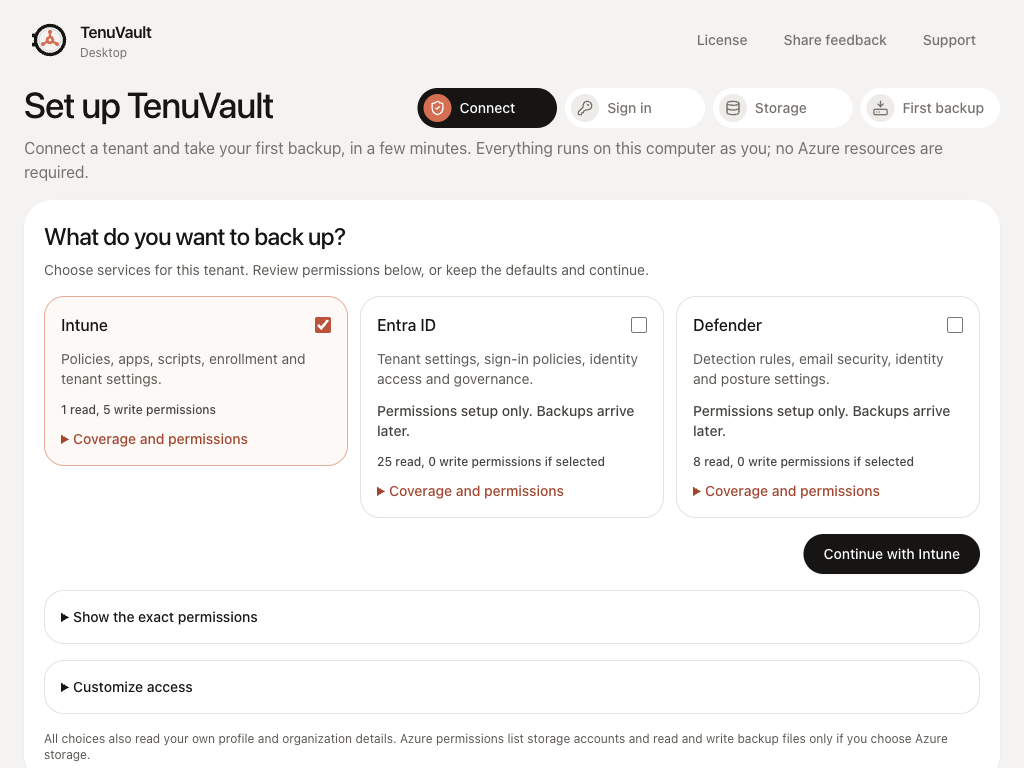 TenuVault
Desktop
License
Share feedback
Support
Set up TenuVault
Connect
Sign in
Storage
First backup
Connect a tenant and take your first backup, in a few minutes. Everything runs on this computer as you; no Azure resources are
required.
What do you want to back up?
Choose services for this tenant. Review permissions below, or keep the defaults and continue.
Intune
Policies, apps, scripts, enrollment and
tenant settings.
1 read, 5 write permissions
Coverage and permissions
Entra ID
Tenant settings, sign-in policies, identity
access and governance.
Permissions setup only. Backups arrive
later.
25 read, 0 write permissions if selected
Coverage and permissions
Defender
Detection rules, email security, identity
and posture settings.
Permissions setup only. Backups arrive
later.
8 read, 0 write permissions if selected
Coverage and permissions
Continue with Intune
Show the exact permissions
Customize access
All choices also read your own profile and organization details. Azure permissions list storage accounts and read and write backup files only if you choose Azure
storage.